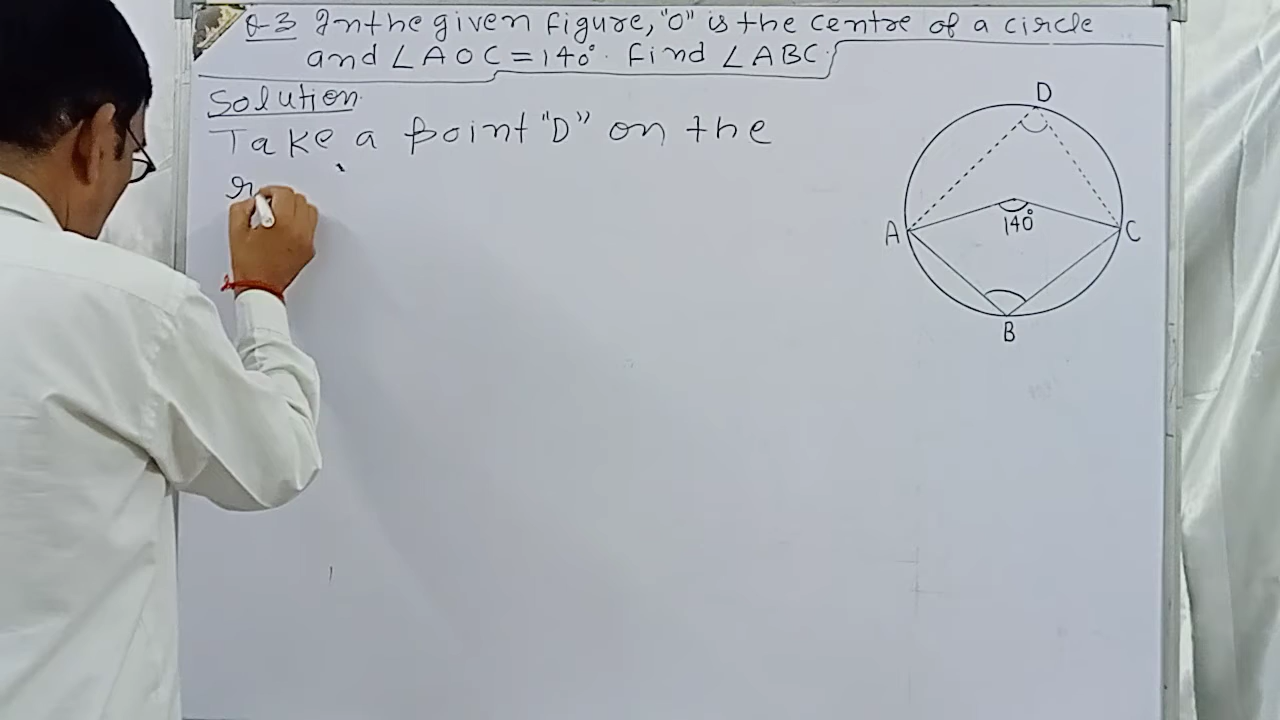 Q-3 In the given figure, "O" is the centre of a circle
and ∠AOC = 140°. Find ∠ABC.
Solution
Take a point "D" on the
D
A
140°
C
B